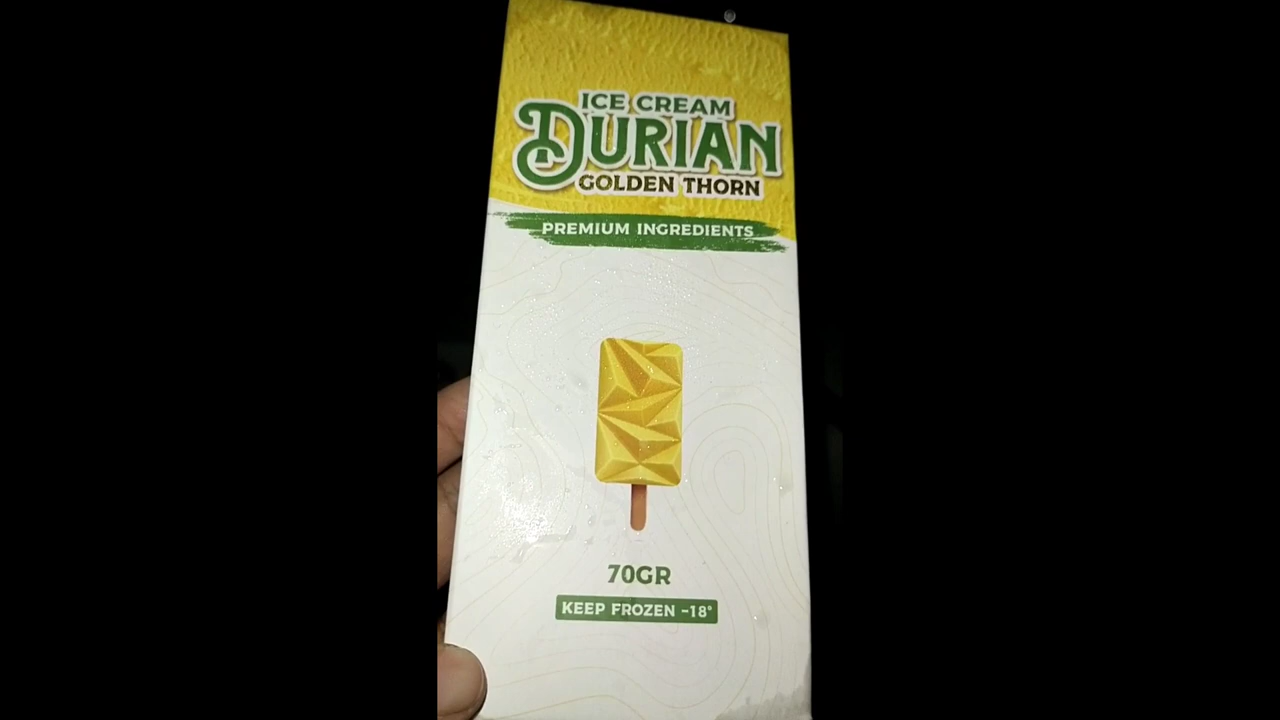 ICE CREAM
DURIAN
GOLDEN THORN
PREMIUM INGREDIENTS
70GR
KEEP FROZEN -18°